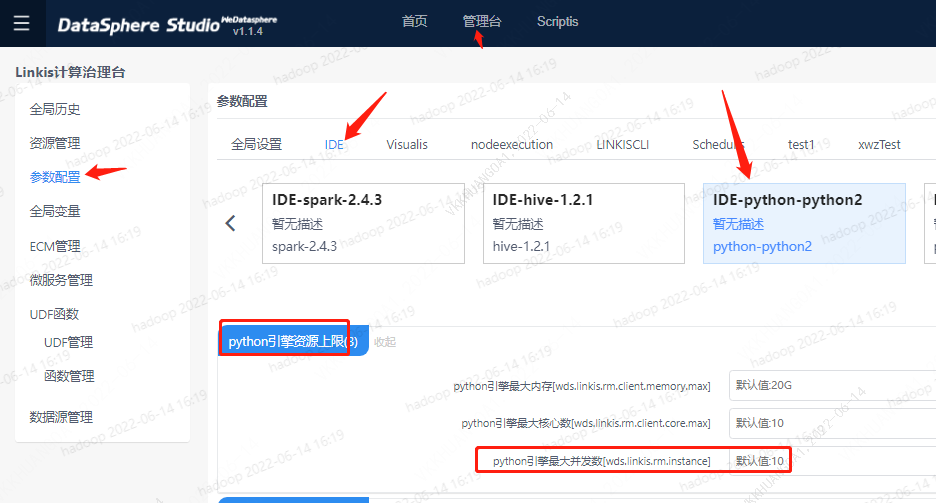 DataSphere Studio WeDatasphere v1.1.4
首页 管理台 Scriptis
Linkis计算治理台
全局历史
资源管理
参数配置
全局变量
ECM管理
微服务管理
UDF函数
UDF管理
函数管理
数据源管理
参数配置
全局设置 IDE Visualis nodeexecution LINKISCLI Schedulis test1 xwzTest
IDE-spark-2.4.3
暂无描述
spark-2.4.3
IDE-hive-1.2.1
暂无描述
hive-1.2.1
IDE-python-python2
暂无描述
python-python2
python引擎资源上限(3) 收起
python引擎最大内存[wds.linkis.rm.client.memory.max] 默认值:20G
python引擎最大核心数[wds.linkis.rm.client.core.max] 默认值:10
python引擎最大并发数[wds.linkis.rm.instance] 默认值:10
hadoop 2022-06-14 16:19